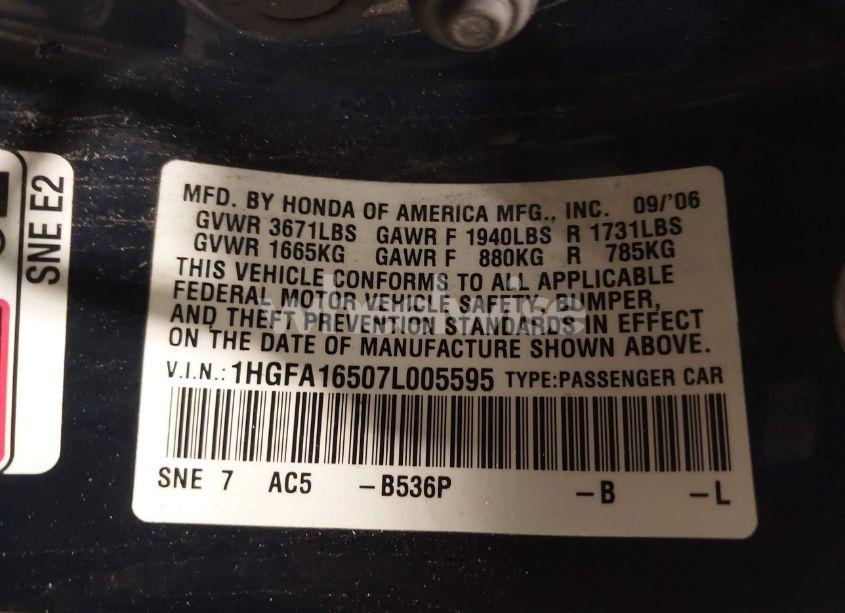 SNE E2
MFD. BY HONDA OF AMERICA MFG., INC. 09/'06
GVWR 3671LBS GAWR F 1940LBS R 1731LBS
GVWR 1665KG GAWR F 880KG R 785KG
THIS VEHICLE CONFORMS TO ALL APPLICABLE
FEDERAL MOTOR VEHICLE SAFETY, BUMPER,
AND THEFT PREVENTION STANDARDS IN EFFECT
ON THE DATE OF MANUFACTURE SHOWN ABOVE.
V.I.N.: 1HGFA16507L005595 TYPE:PASSENGER CAR
SNE 7 AC5 -B536P -B -L